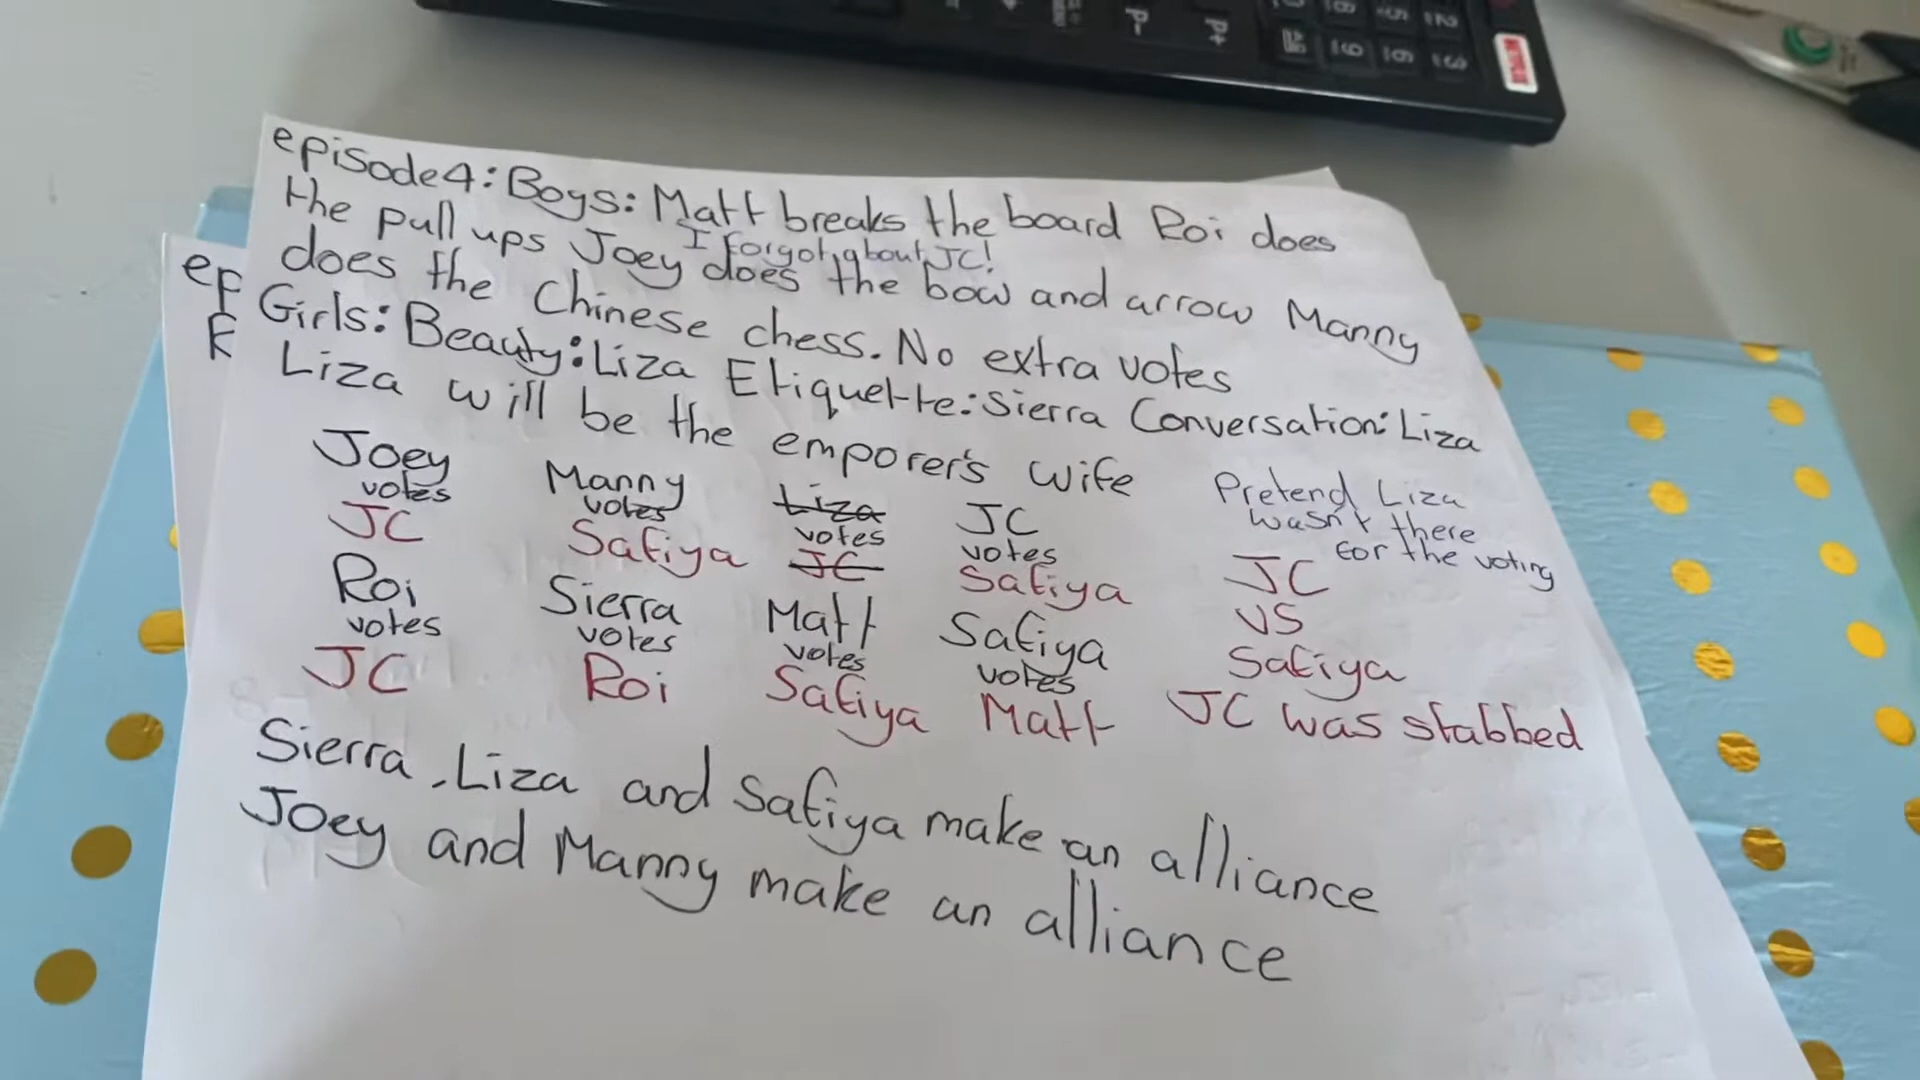 episode4: Boys: Matt breaks the board Roi does
the pull ups Joey does the bow and arrow Manny
I forgot about JC!
does the Chinese chess. No extra votes
Girls: Beauty: Liza Etiquette: Sierra Conversation: Liza
Liza will be the emporer's wife
Joey votes JC
Manny votes Safiya
Liza votes JC
JC votes Safiya
Pretend Liza
wasn't there
for the voting
Roi votes JC
Sierra votes Roi
Matt votes Safiya
Safiya votes Matt
JC
VS
Safiya
JC was stabbed
Sierra, Liza and Safiya make an alliance
Joey and Manny make an alliance
ep
P-
P+
NETFLIX